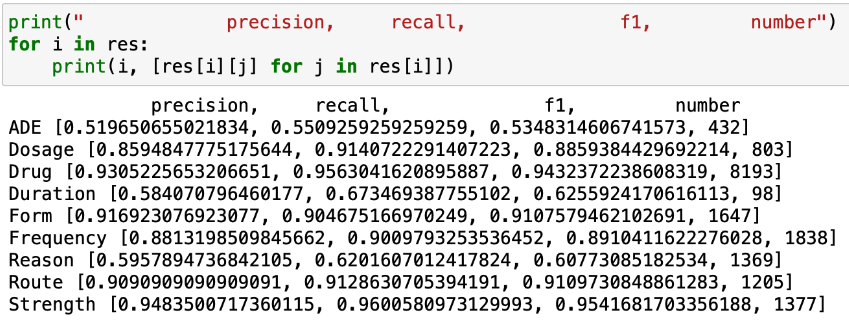 print("             precision,     recall,              f1,         number")
for i in res:
    print(i, [res[i][j] for j in res[i]])
             precision,     recall,              f1,         number
ADE [0.519650655021834, 0.5509259259259259, 0.5348314606741573, 432]
Dosage [0.8594847775175644, 0.9140722291407223, 0.8859384429692214, 803]
Drug [0.9305225653206651, 0.9563041620895887, 0.9432372238608319, 8193]
Duration [0.584070796460177, 0.673469387755102, 0.6255924170616113, 98]
Form [0.916923076923077, 0.904675166970249, 0.9107579462102691, 1647]
Frequency [0.8813198509845662, 0.9009793253536452, 0.8910411622276028, 1838]
Reason [0.5957894736842105, 0.6201607012417824, 0.60773085182534, 1369]
Route [0.9090909090909091, 0.9128630705394191, 0.9109730848861283, 1205]
Strength [0.9483500717360115, 0.9600580973129993, 0.9541681703356188, 1377]